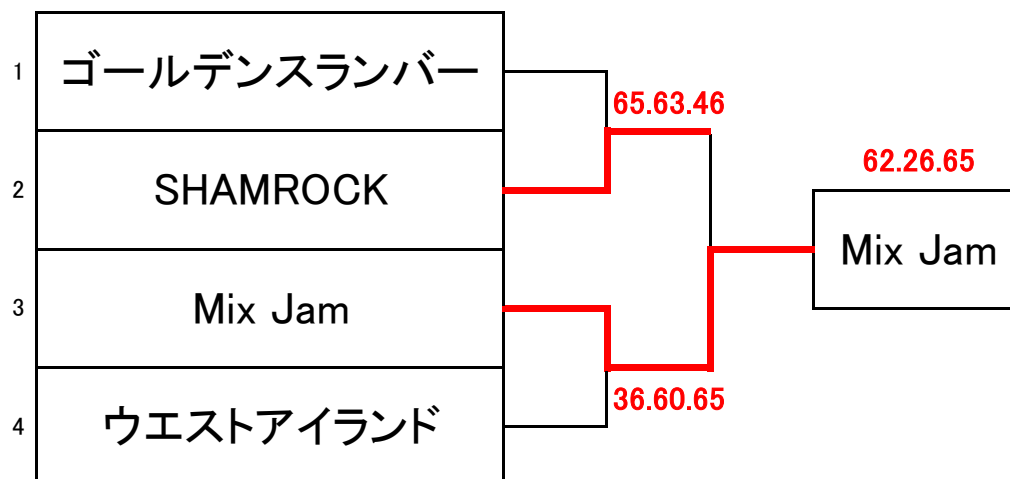 1 ゴールデンスランバー
65.63.46
2 SHAMROCK
62.26.65
Mix Jam
3 Mix Jam
36.60.65
4 ウエストアイランド